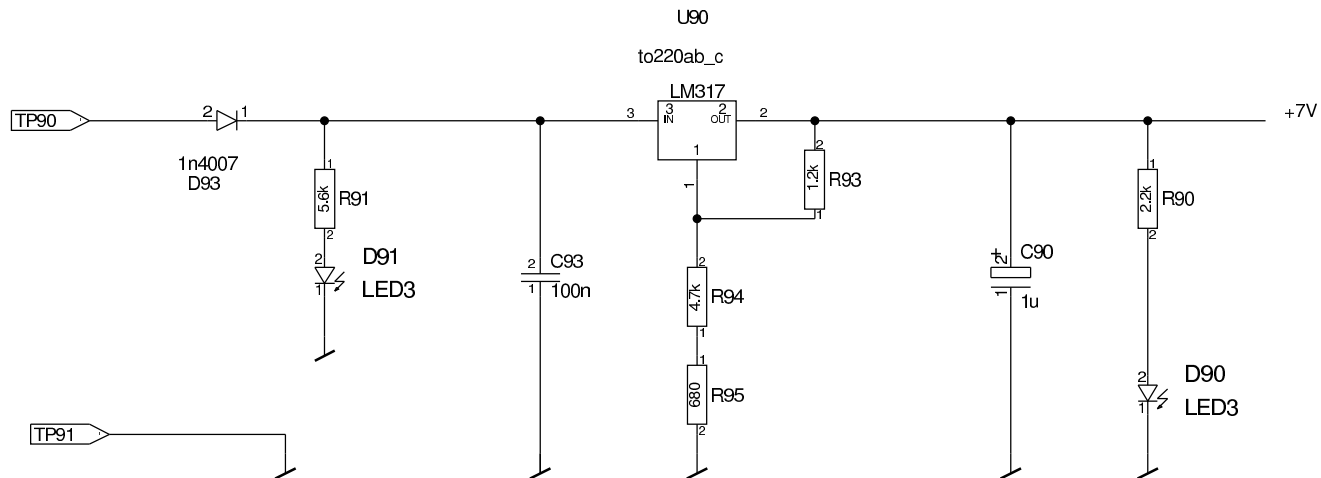 U90
to220ab_c
LM317
TP90
2
1
3
3
IN
2
OUT
2
+7V
1n4007
D93
1
5.6k
R91
2
1
1
2
1.2k
R93
1
1
2.2k
R90
2
2
D91
1
LED3
2
C93
1
100n
2
4.7k
R94
1
+
2
C90
1
1u
1
680
R95
2
2
D90
1
LED3
TP91